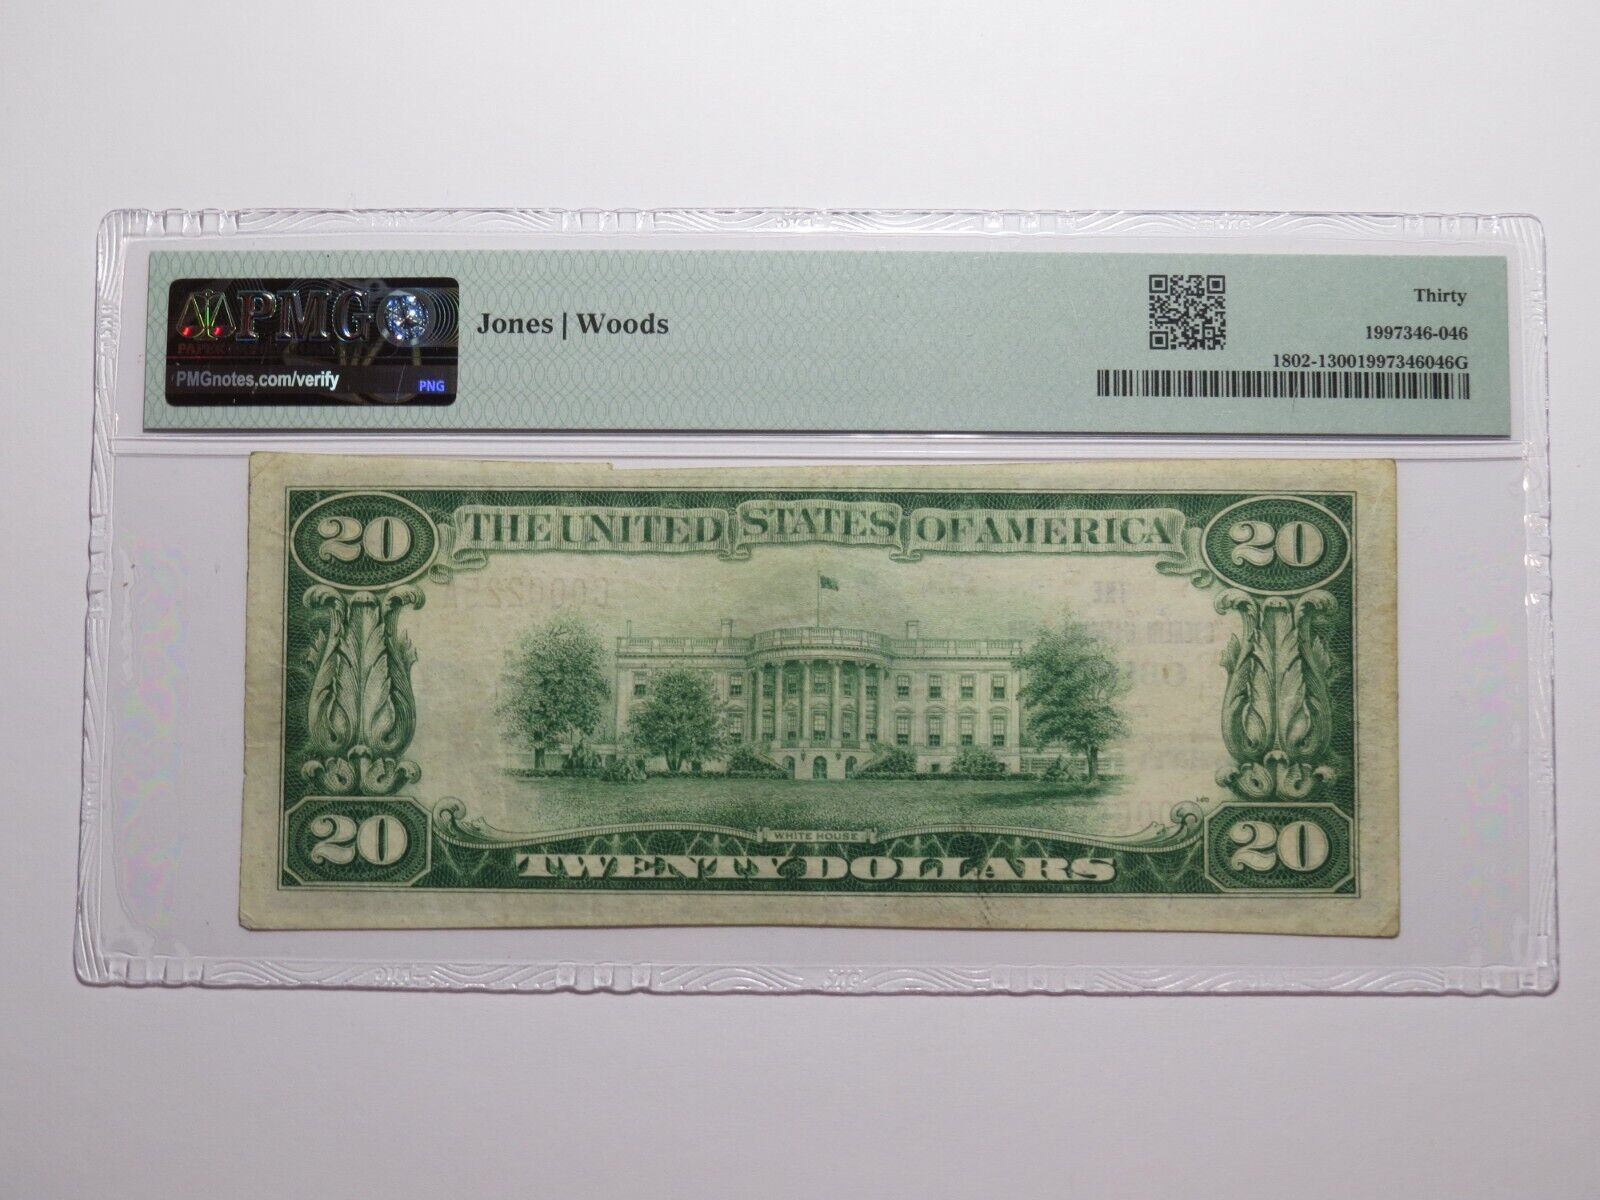 PMG
PMGnotes.com/verify
PNG
Jones | Woods
Thirty
1997346-046
1802-13001997346046G
20
THE UNITED STATES OF AMERICA
20
20
WHITE HOUSE
TWENTY DOLLARS
20